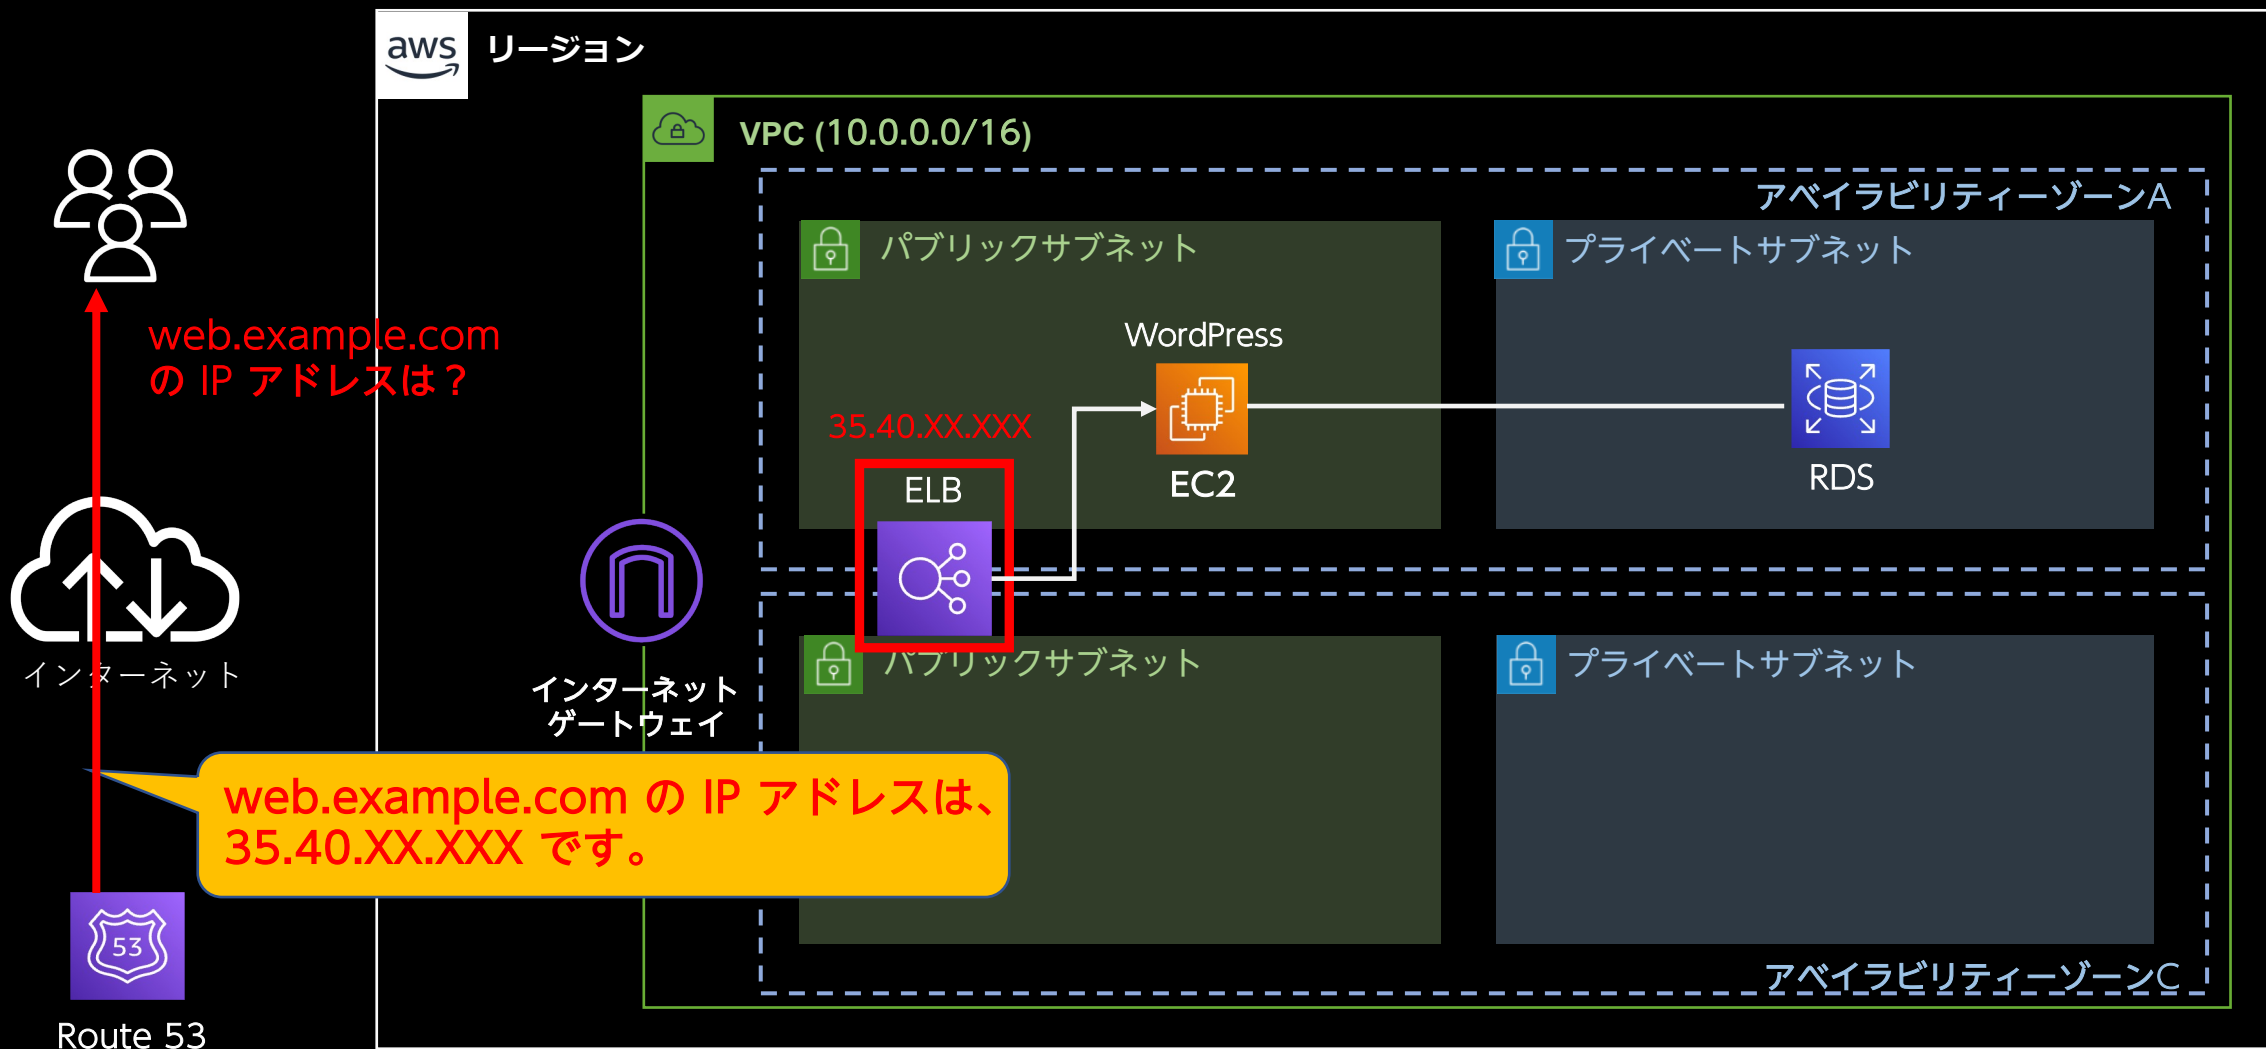 aws
リージョン
VPC (10.0.0.0/16)
アベイラビリティーゾーンA
パブリックサブネット
プライベートサブネット
web.example.com
の IP アドレスは？
WordPress
35.40.XX.XXX
ELB
EC2
RDS
インターネット
インターネット
ゲートウェイ
パブリックサブネット
プライベートサブネット
web.example.com の IP アドレスは、
35.40.XX.XXX です。
53
Route 53
アベイラビリティーゾーンC